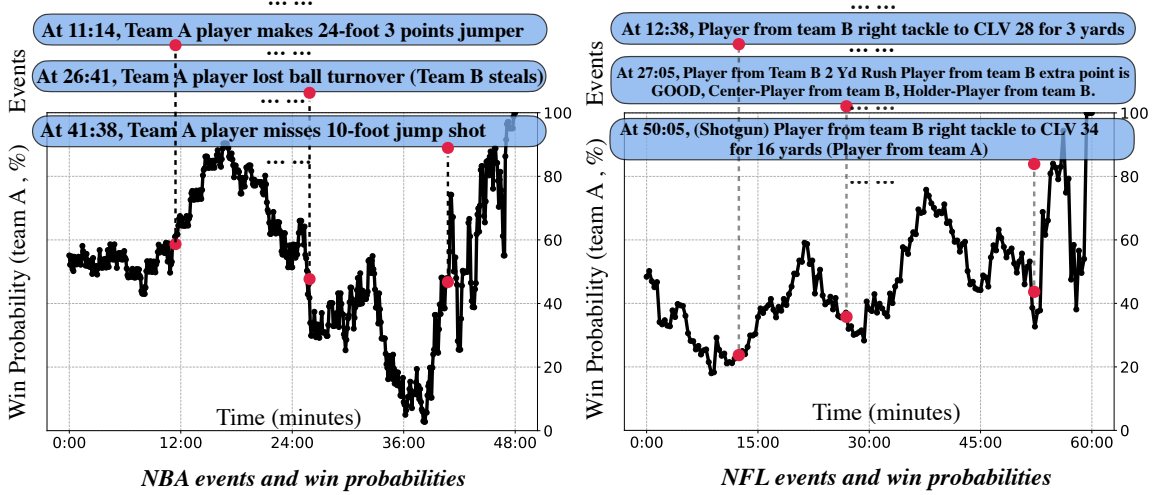 ... ...
At 11:14, Team A player makes 24-foot 3 points jumper
... ...
At 26:41, Team A player lost ball turnover (Team B steals)
... ...
At 41:38, Team A player misses 10-foot jump shot
... ...
Events
Win Probability (team A , %)
100
80
60
40
20
0
Time (minutes)
0:00 12:00 24:00 36:00 48:00
NBA events and win probabilities
... ...
At 12:38, Player from team B right tackle to CLV 28 for 3 yards
... ...
At 27:05, Player from Team B 2 Yd Rush Player from team B extra point is
GOOD, Center-Player from team B, Holder-Player from team B.
... ...
At 50:05, (Shotgun) Player from team B right tackle to CLV 34
for 16 yards (Player from team A)
... ...
Events
Win Probability (team A , %)
100
80
60
40
20
0
Time (minutes)
0:00 15:00 30:00 45:00 60:00
NFL events and win probabilities